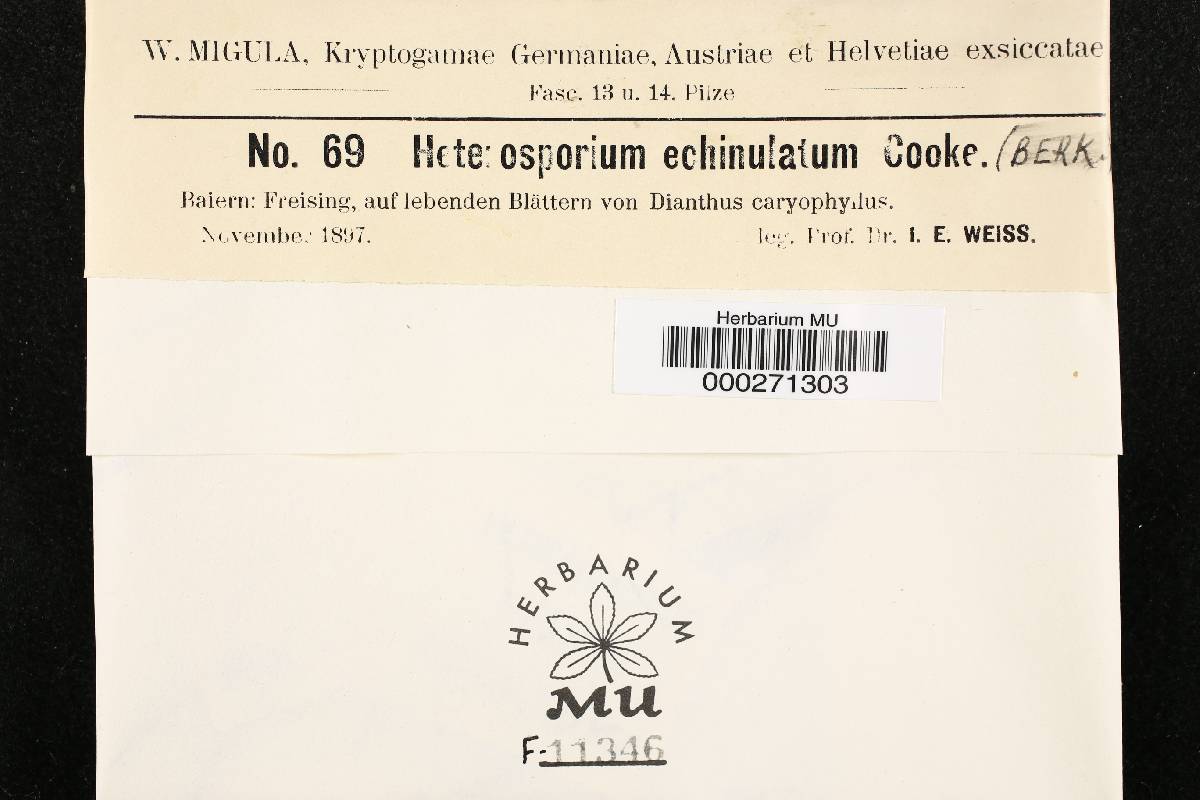 W. MIGULA, Kryptogamae Germaniae, Austriae et Helvetiae exsiccatae
Fasc. 13 u. 14. Pilze
No. 69 Heterosporium echinulatum Cooke. (BERK.)
Baiern: Freising, auf lebenden Blättern von Dianthus caryophyllus.
November 1897. leg. Prof. Dr. I. E. WEISS.
Herbarium MU
000271303
HERBARIUM
MU
F-11346